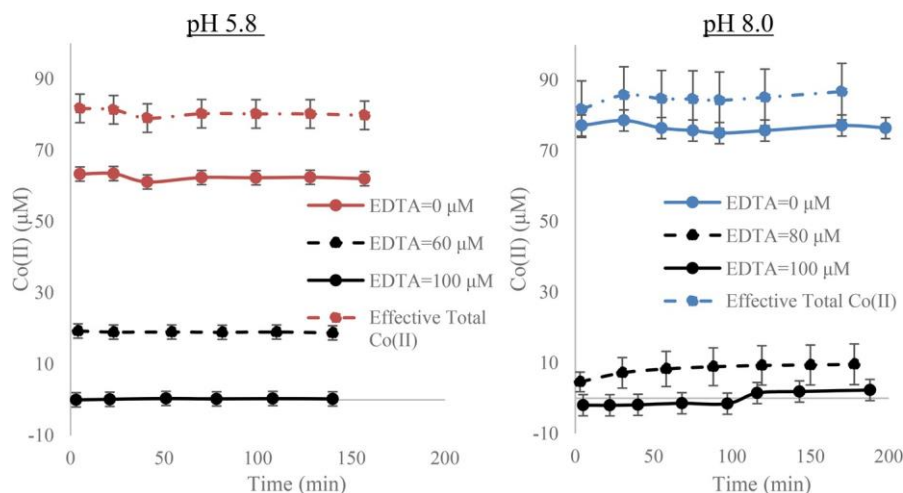 pH 5.8
90
70
50
30
10
-10
Co(II) (µM)
EDTA=0 µM
EDTA=60 µM
EDTA=100 µM
Effective Total
Co(II)
0
50
100
150
200
Time (min)
pH 8.0
90
70
50
30
10
-10
Co(II) (µM)
EDTA=0 µM
EDTA=80 µM
EDTA=100 µM
Effective Total
Co(II)
0
50
100
150
200
Time (min)